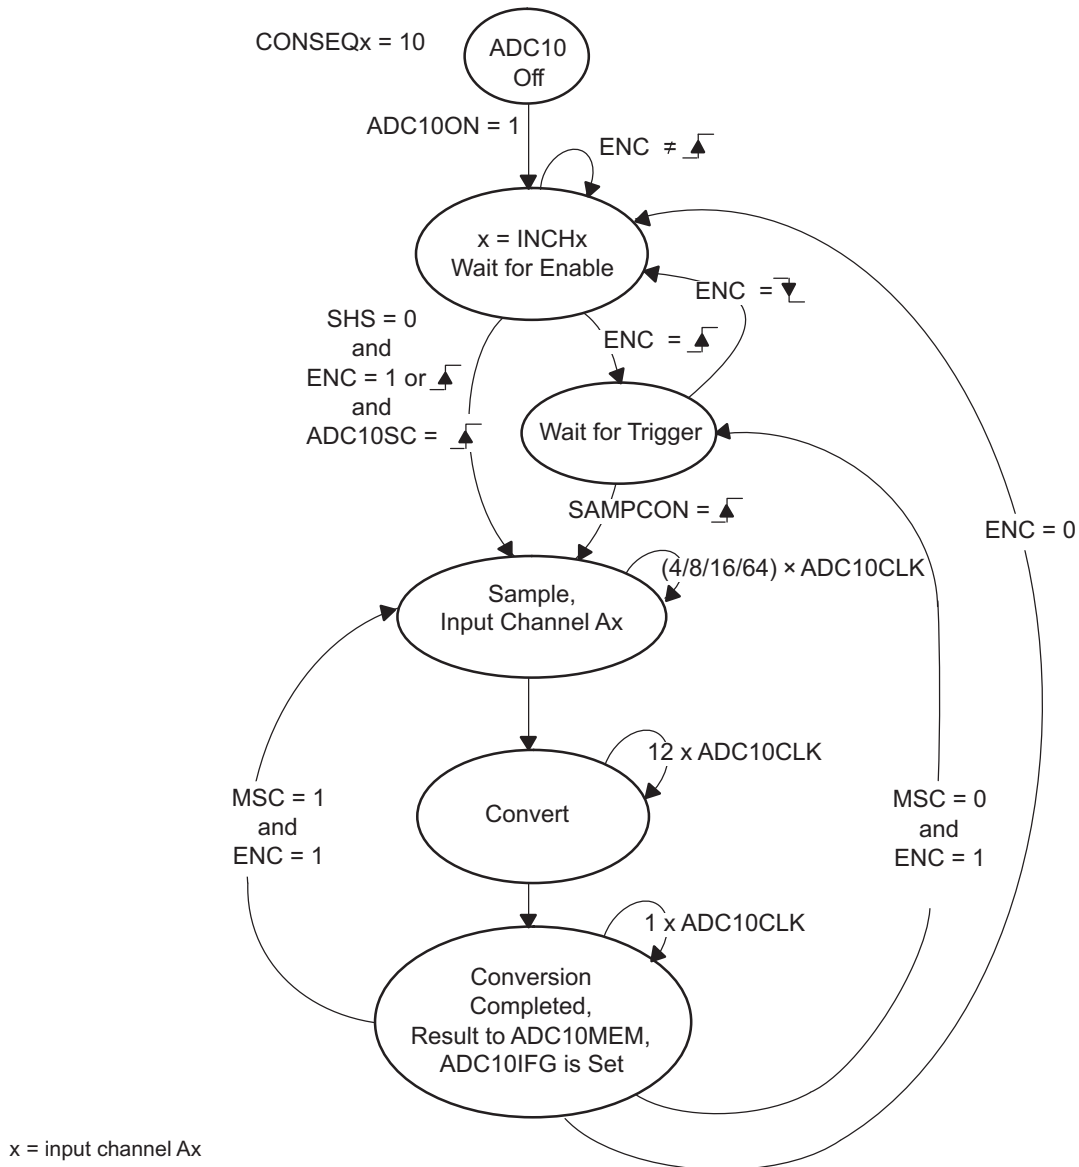 CONSEQx = 10
ADC10
Off
ADC10ON = 1
ENC ≠
x = INCHx
Wait for Enable
ENC =
SHS = 0
and
ENC = 1 or
and
ADC10SC =
ENC =
Wait for Trigger
SAMPCON =
ENC = 0
(4/8/16/64) × ADC10CLK
Sample,
Input Channel Ax
12 x ADC10CLK
MSC = 1
and
ENC = 1
Convert
MSC = 0
and
ENC = 1
1 x ADC10CLK
Conversion
Completed,
Result to ADC10MEM,
ADC10IFG is Set
x = input channel Ax